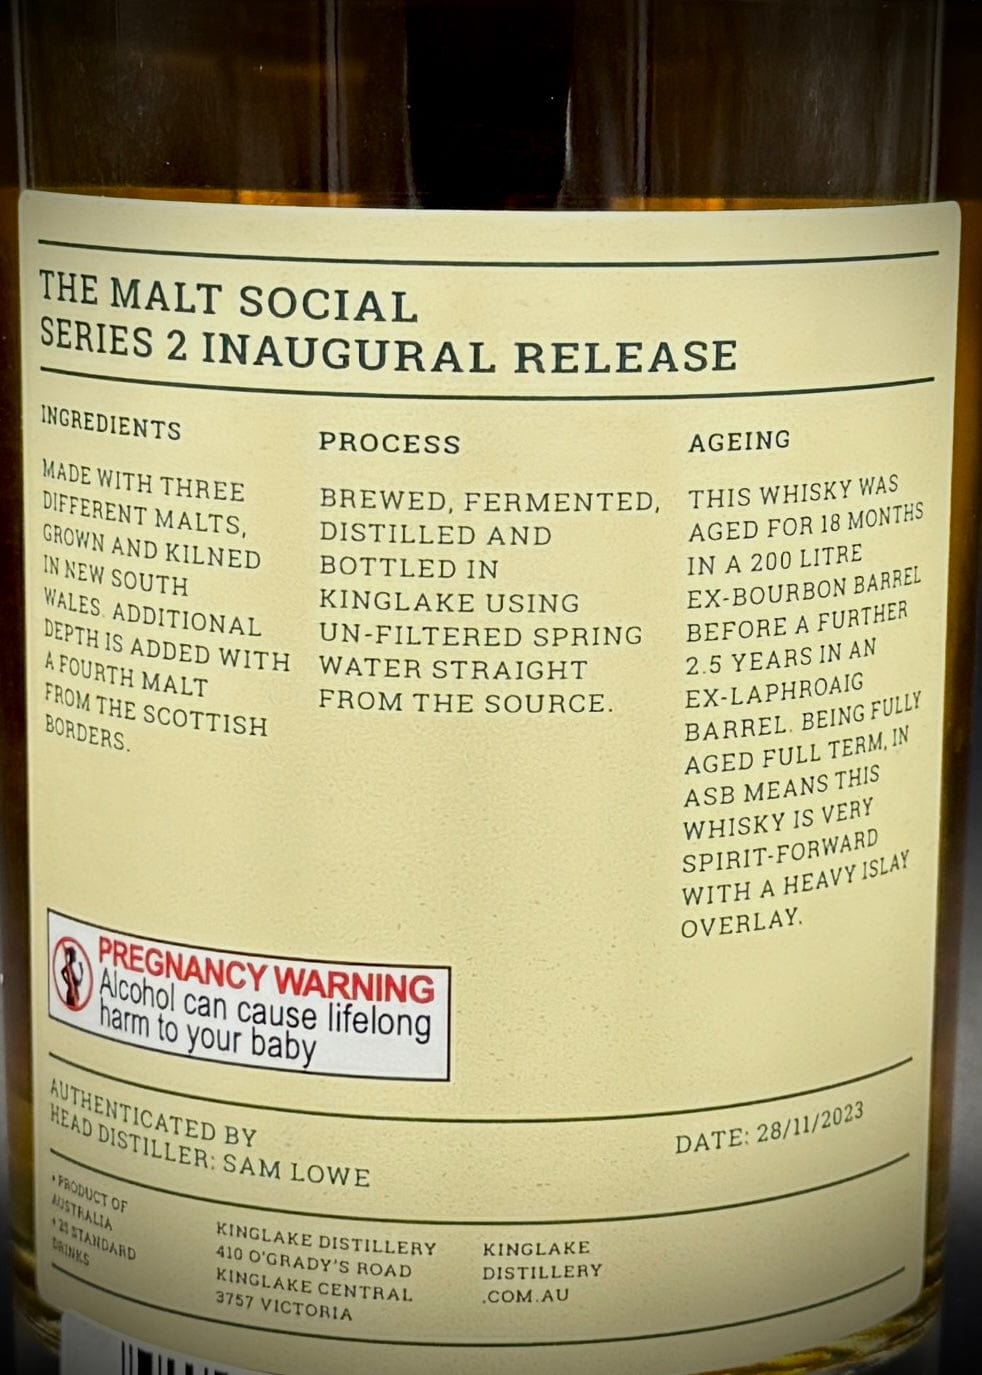 THE MALT SOCIAL
SERIES 2 INAUGURAL RELEASE
INGREDIENTS
MADE WITH THREE
DIFFERENT MALTS,
GROWN AND KILNED
IN NEW SOUTH
WALES. ADDITIONAL
DEPTH IS ADDED WITH
A FOURTH MALT
FROM THE SCOTTISH
BORDERS.
PROCESS
BREWED, FERMENTED,
DISTILLED AND
BOTTLED IN
KINGLAKE USING
UN-FILTERED SPRING
WATER STRAIGHT
FROM THE SOURCE.
AGEING
THIS WHISKY WAS
AGED FOR 18 MONTHS
IN A 200 LITRE
EX-BOURBON BARREL
BEFORE A FURTHER
2.5 YEARS IN AN
EX-LAPHROAIG
BARREL. BEING FULLY
AGED FULL TERM, IN
ASB MEANS THIS
WHISKY IS VERY
SPIRIT-FORWARD
WITH A HEAVY ISLAY
OVERLAY.
PREGNANCY WARNING
Alcohol can cause lifelong
harm to your baby
AUTHENTICATED BY
HEAD DISTILLER: SAM LOWE
DATE: 28/11/2023
* PRODUCT OF
AUSTRALIA
STANDARD
DRINKS
KINGLAKE DISTILLERY
410 O'GRADY'S ROAD
KINGLAKE CENTRAL
3757 VICTORIA
KINGLAKE
DISTILLERY
.COM.AU